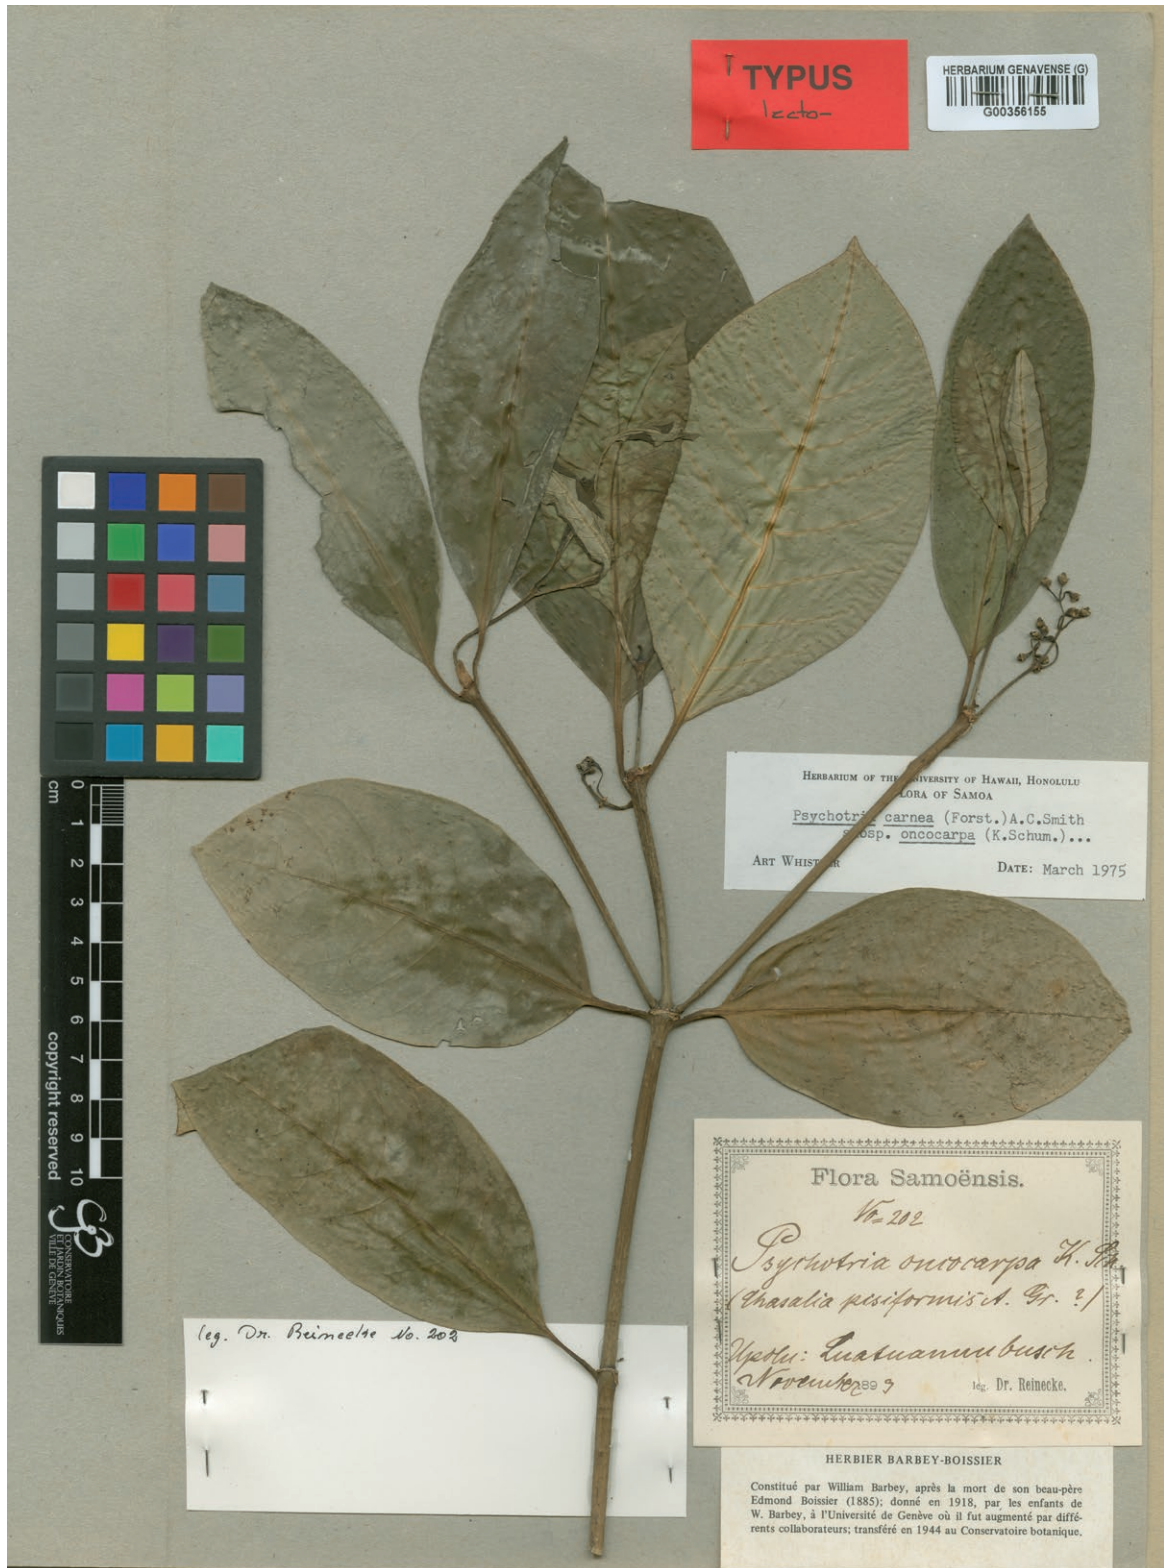 TYPUS
lecto-
HERBARIUM GENAVENSE (G)
G00356155
HERBARIUM OF THE UNIVERSITY OF HAWAII, HONOLULU
FLORA OF SAMOA
Psychotria carnea (Forst.) A.C.Smith
subsp. oncocarpa (K.Schum.)...
ART WHISTLER
DATE: March 1975
0
cm
1
2
3
4
5
6
7
8
9
10
copyright reserved
CONSERVATOIRE
ET JARDIN BOTANIQUES
VILLE DE GENÈVE
Flora Samoënsis.
No 202
Psychotria oncocarpa K. Sch
(Chasalia pisiformis A. Gr. ?)
Upolu: Luatuanuubusch.
November 1893 leg. Dr. Reinecke.
leg. Dr. Reinecke No. 202
HERBIER BARBEY-BOISSIER
Constitué par William Barbey, après la mort de son beau-père
Edmond Boissier (1885); donné en 1918, par les enfants de
W. Barbey, à l'Université de Genève où il fut augmenté par diffé-
rents collaborateurs; transféré en 1944 au Conservatoire botanique.